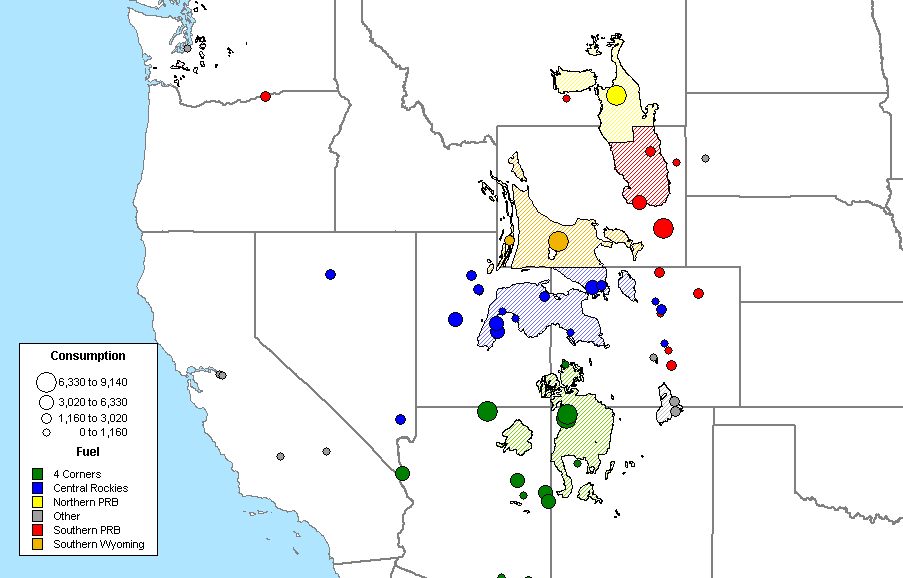 Consumption
6,330 to 9,140
3,020 to 6,330
1,160 to 3,020
0 to 1,160
Fuel
4 Corners
Central Rockies
Northern PRB
Other
Southern PRB
Southern Wyoming